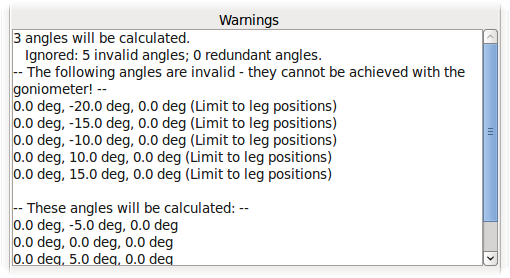 Warnings
3 angles will be calculated.
Ignored: 5 invalid angles; 0 redundant angles.
-- The following angles are invalid - they cannot be achieved with the
goniometer! --
0.0 deg, -20.0 deg, 0.0 deg (Limit to leg positions)
0.0 deg, -15.0 deg, 0.0 deg (Limit to leg positions)
0.0 deg, -10.0 deg, 0.0 deg (Limit to leg positions)
0.0 deg, 10.0 deg, 0.0 deg (Limit to leg positions)
0.0 deg, 15.0 deg, 0.0 deg (Limit to leg positions)
-- These angles will be calculated: --
0.0 deg, -5.0 deg, 0.0 deg
0.0 deg, 0.0 deg, 0.0 deg
0.0 deg, 5.0 deg, 0.0 deg